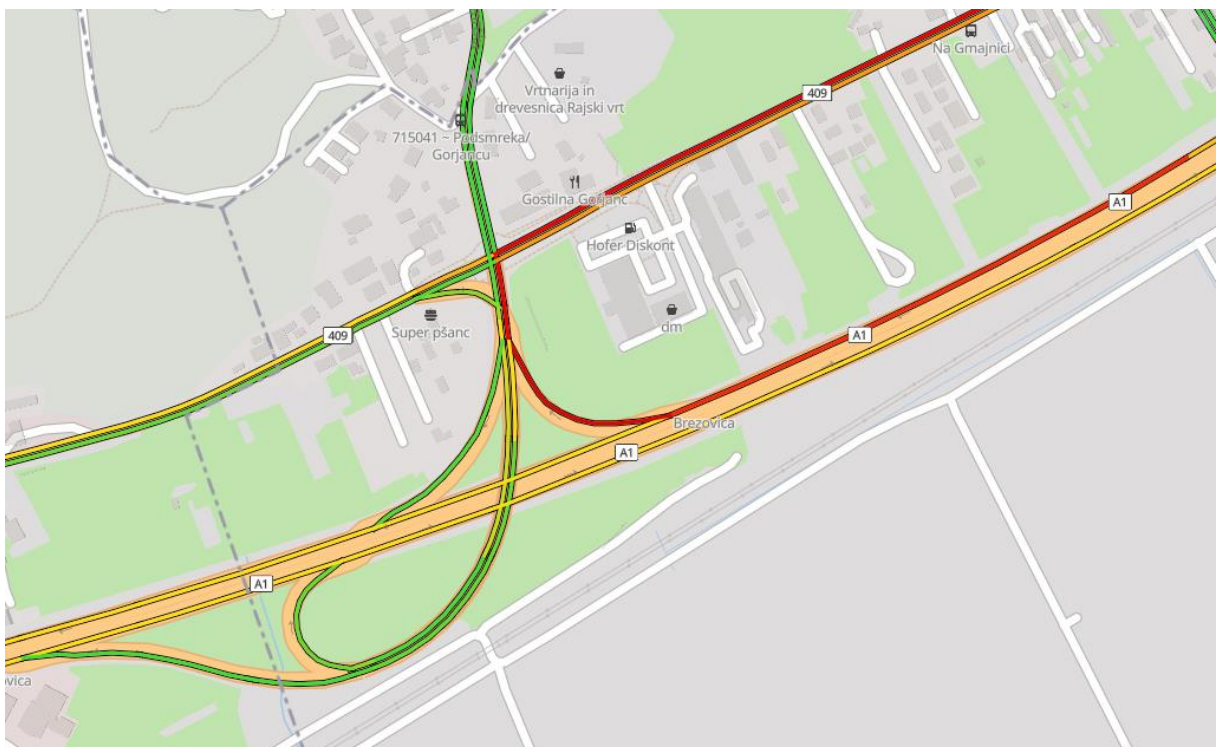 Na Gmajnici
Vrtnarija in
drevesnica Rajski vrt
409
715041 ~ Podsmreka/
Gorjancu
Gostilna Gorjanc
A1
Hofer Diskont
dm
409
Super pšanc
A1
Brezovica
A1
A1
ovica